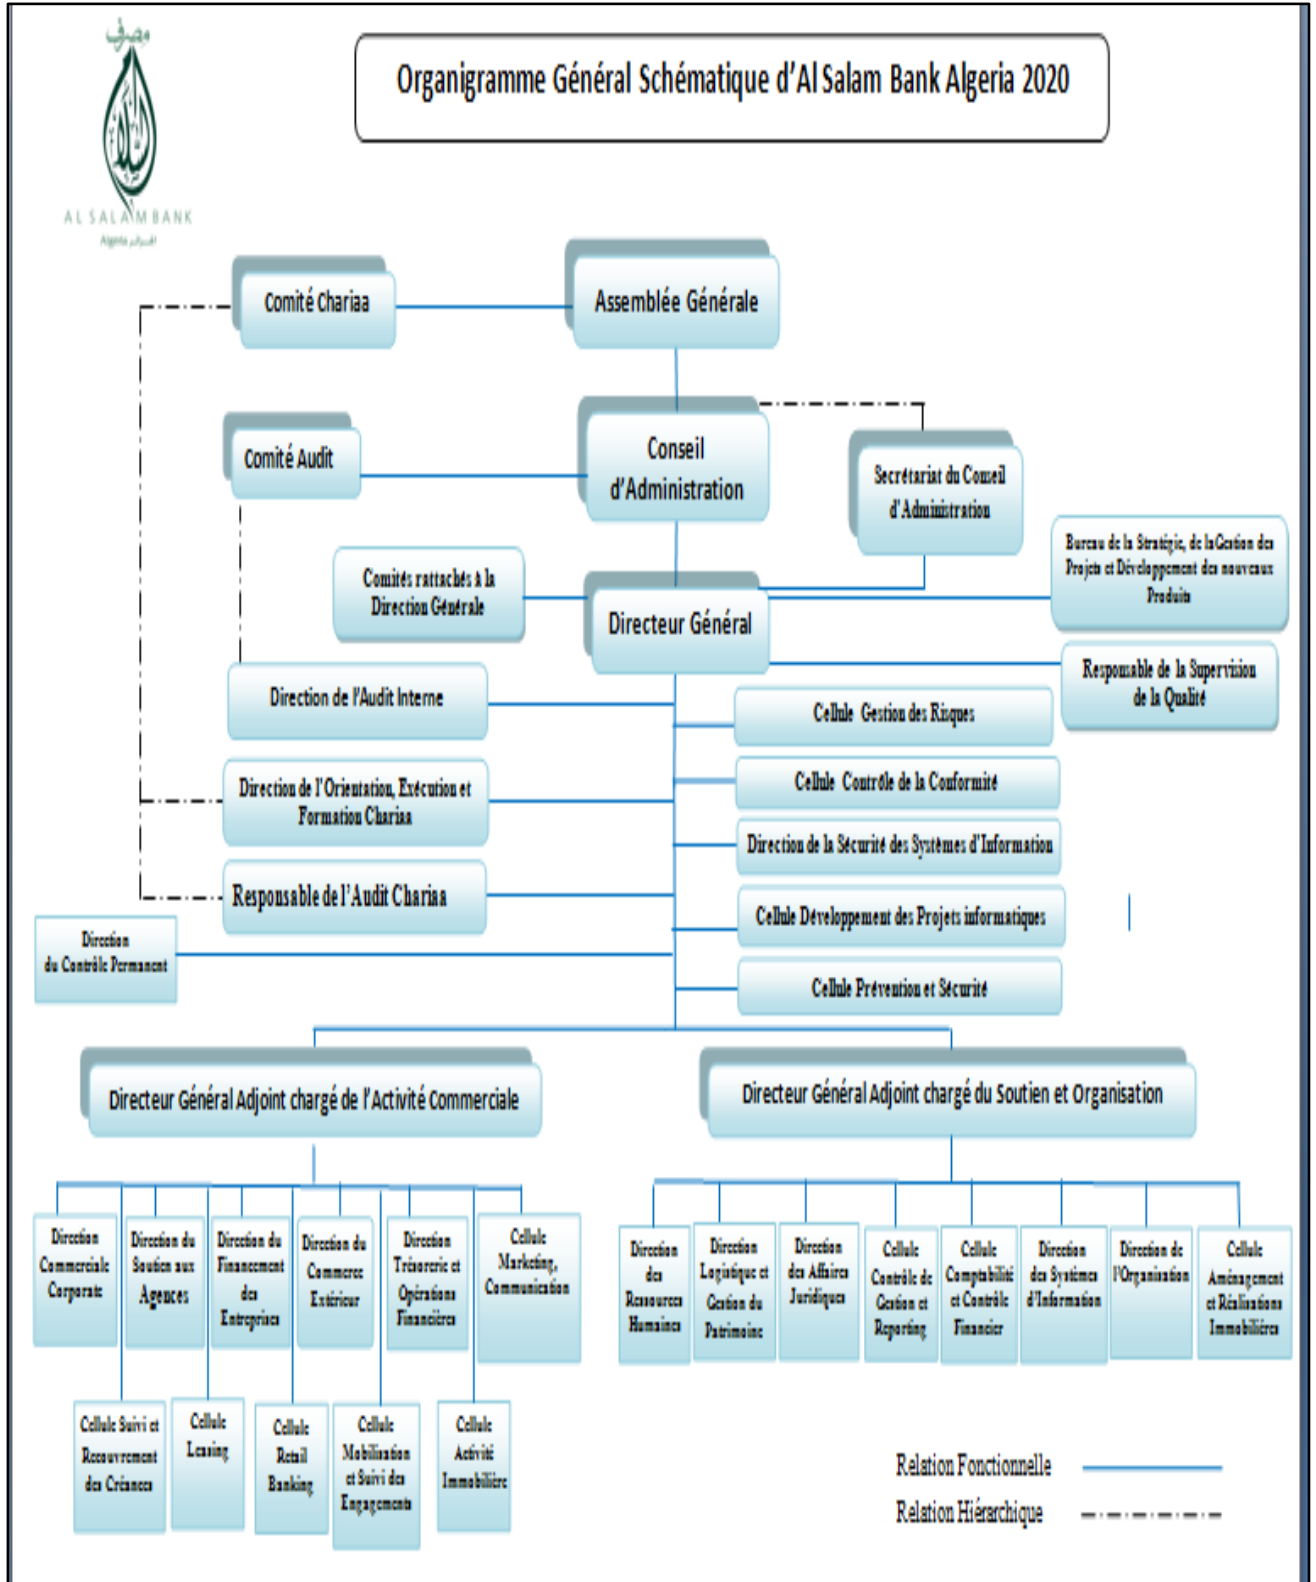 مصرف
السلام
AL SALAM BANK
Algeria الجزائر
Organigramme Général Schématique d'Al Salam Bank Algeria 2020
Comité Chariaa
Assemblée Générale
Comité Audit
Conseil
d'Administration
Secrétariat du Conseil
d'Administration
Comités rattachés à la
Direction Générale
Directeur Général
Bureau de la Stratégie, de laGestion des
Projets et Développement des nouveaux
Produits
Responsable de la Supervision
de la Qualité
Direction de l'Audit Interne
Cellule Gestion des Risques
Direction de l'Orientation, Exécution et
Formation Chariaa
Cellule Contrôle de la Conformité
Direction de la Sécurité des Systèmes d'Information
Responsable de l'Audit Chariaa
Cellule Développement des Projets informatiques
Direction
du Contrôle Permanent
Cellule Prévention et Sécurité
Directeur Général Adjoint chargé de l'Activité Commerciale
Directeur Général Adjoint chargé du Soutien et Organisation
Direction
Commerciale
Corporate
Direction du
Soutien aux
Agences
Direction du
Financement
des
Entreprises
Direction du
Commerce
Extérieur
Direction
Trésorerie et
Opérations
Financières
Cellule
Marketing,
Communication
Direction
des
Ressources
Humaines
Direction
Logistique et
Gestion du
Patrimoine
Direction
des Affaires
Juridiques
Cellule
Contrôle de
Gestion et
Reporting
Cellule
Comptabilité
et Contrôle
Financier
Direction
des Systèmes
d'Information
Direction de
l'Organisation
Cellule
Aménagement
et Réalisations
Immobilières
Cellule Suivi et
Recouvrement
des Créances
Cellule
Leasing
Cellule
Retail
Banking
Cellule
Mobilisation
et Suivi des
Engagements
Cellule
Activité
Immobilière
Relation Fonctionnelle
Relation Hiérarchique